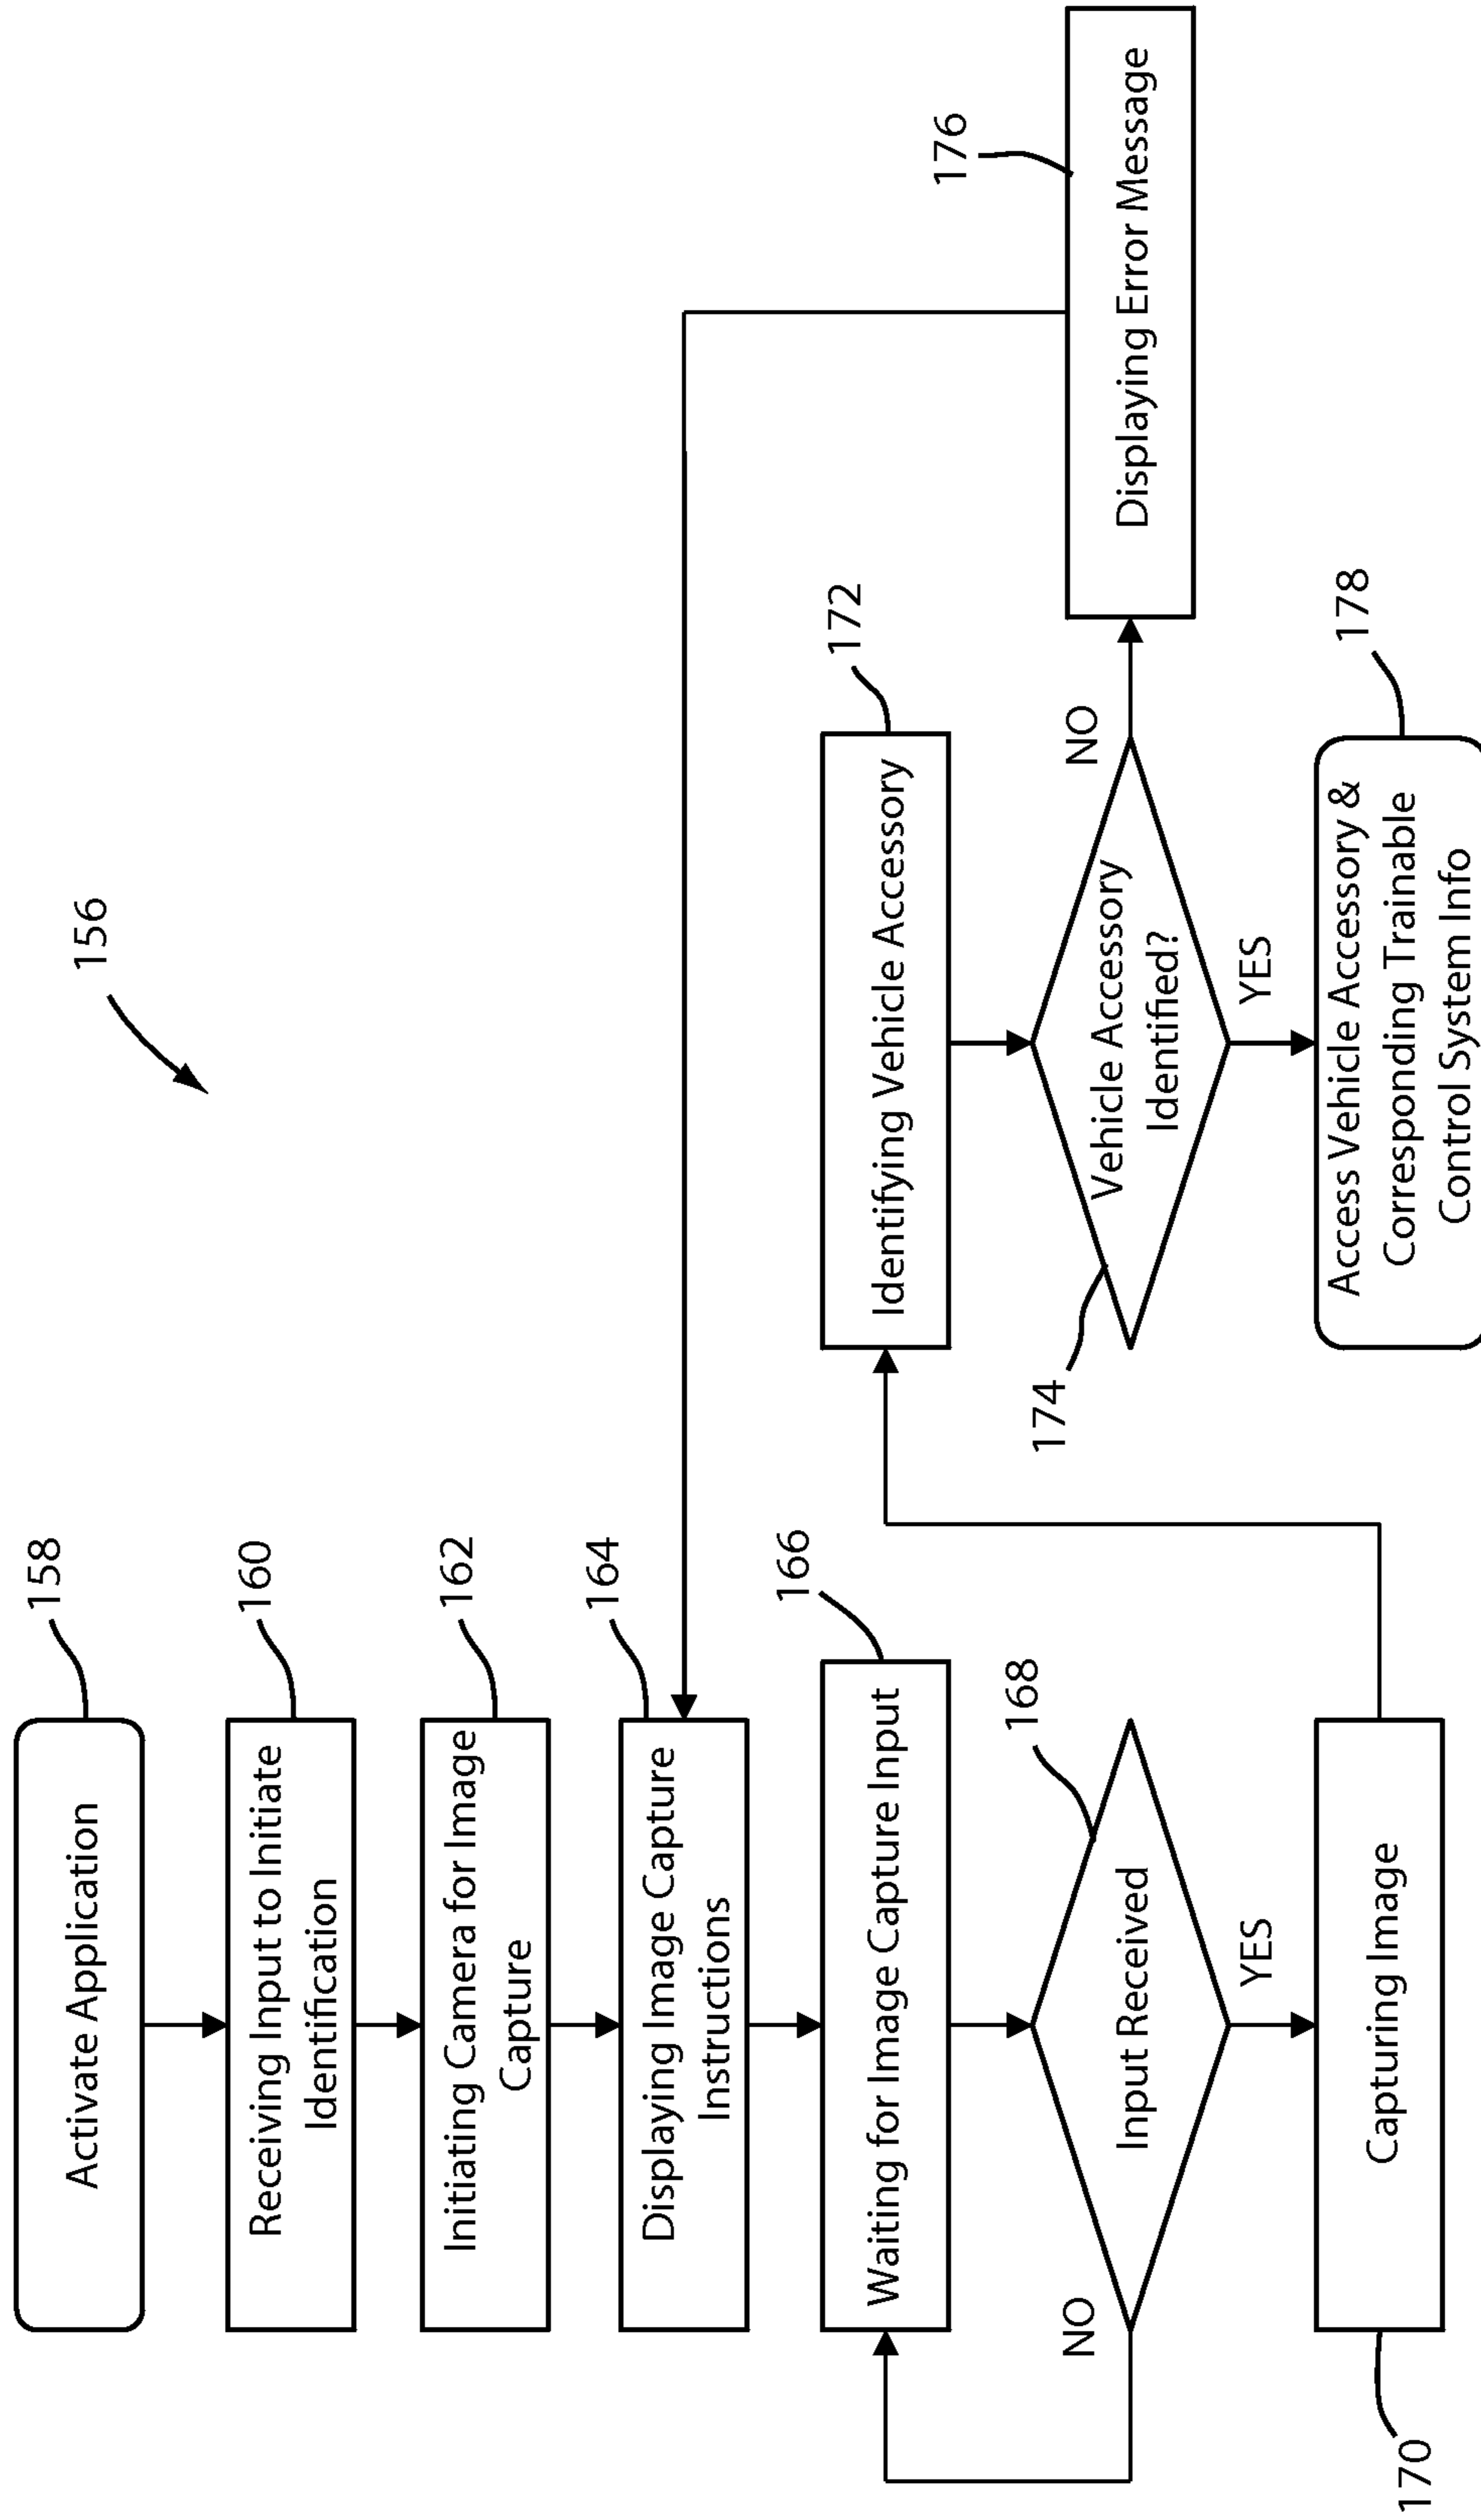 156
158
Activate Application
160
Receiving Input to Initiate
Identification
162
Initiating Camera for Image
Capture
164
Displaying Image Capture
Instructions
166
Waiting for Image Capture Input
168
Input Received
NO
YES
170
Capturing Image
172
Identifying Vehicle Accessory
174
Vehicle Accessory
Identified?
NO
YES
176
Displaying Error Message
178
Access Vehicle Accessory &
Corresponding Trainable
Control System Info